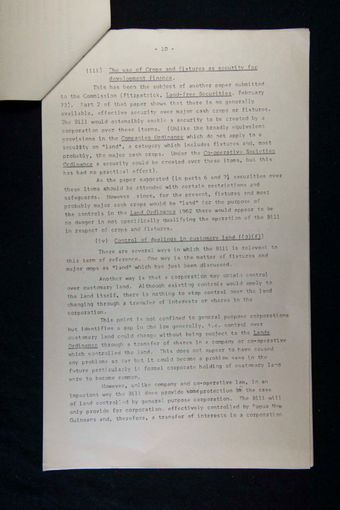 - 10 -
(iii) The use of Crops and fixtures as security for
development finance.
This has been the subject of another paper submitted
to the Commission (Fitzpatrick, Land-free Securities, February
73). Part 2 of that paper shows that there is no generally
available, effective security over major cash crops or fixtures.
The Bill would ostensibly enable a security to be created by a
corporation over these items. (Unlike the broadly equivalent
provisions in the Companies Ordinance which do not apply to a
security on "land", a category which includes fixtures and, most
probably, the major cash crops. Under the Co-operative Societies
Ordinance a security could be created over these items, but this
has had no practical effect).
As the paper suggested (in parts 6 and 7) securities over
these items should be attended with certain restrictions and
safeguards. However since, for the present, fixtures and most
probably major cash crops would be "land" for the purpose of
the controls in the Land Ordinance 1962 there would appear to be
no danger in not specifically qualifying the operation of the Bill
in respect of crops and fixtures.
(iv) Control of dealings in customary land
There are several ways in which the Bill is relevant to
this term of reference. One way is the matter of fixtures and
major crops as "land" which has just been discussed.
Another way is that a corporation may obtain control
over customary land. Although existing controls would apply to
the land itself, there is nothing to stop control over the land
changing through a transfer of interests or shares in the
corporation.
This point is not confined to general purpose corporations
but identifies a gap in the law generally, i.e. control over
customary land could change without being subject to the Lands
Ordinance through a transfer of shares in a company or co-operative
which controlled the land. This does not appear to have caused
any problems so far but it could become a problem save in the
future particularly if formal corporate holding of customary land
were to become common.
However, unlike company and co-operative law, in an
important way the Bill does provide some protection in the case
of land controlled by general purpose corporation. The Bill will
only provide for corporation effectively controlled by Papua New
Guineans and, therefore, a transfer of interests in a corporation